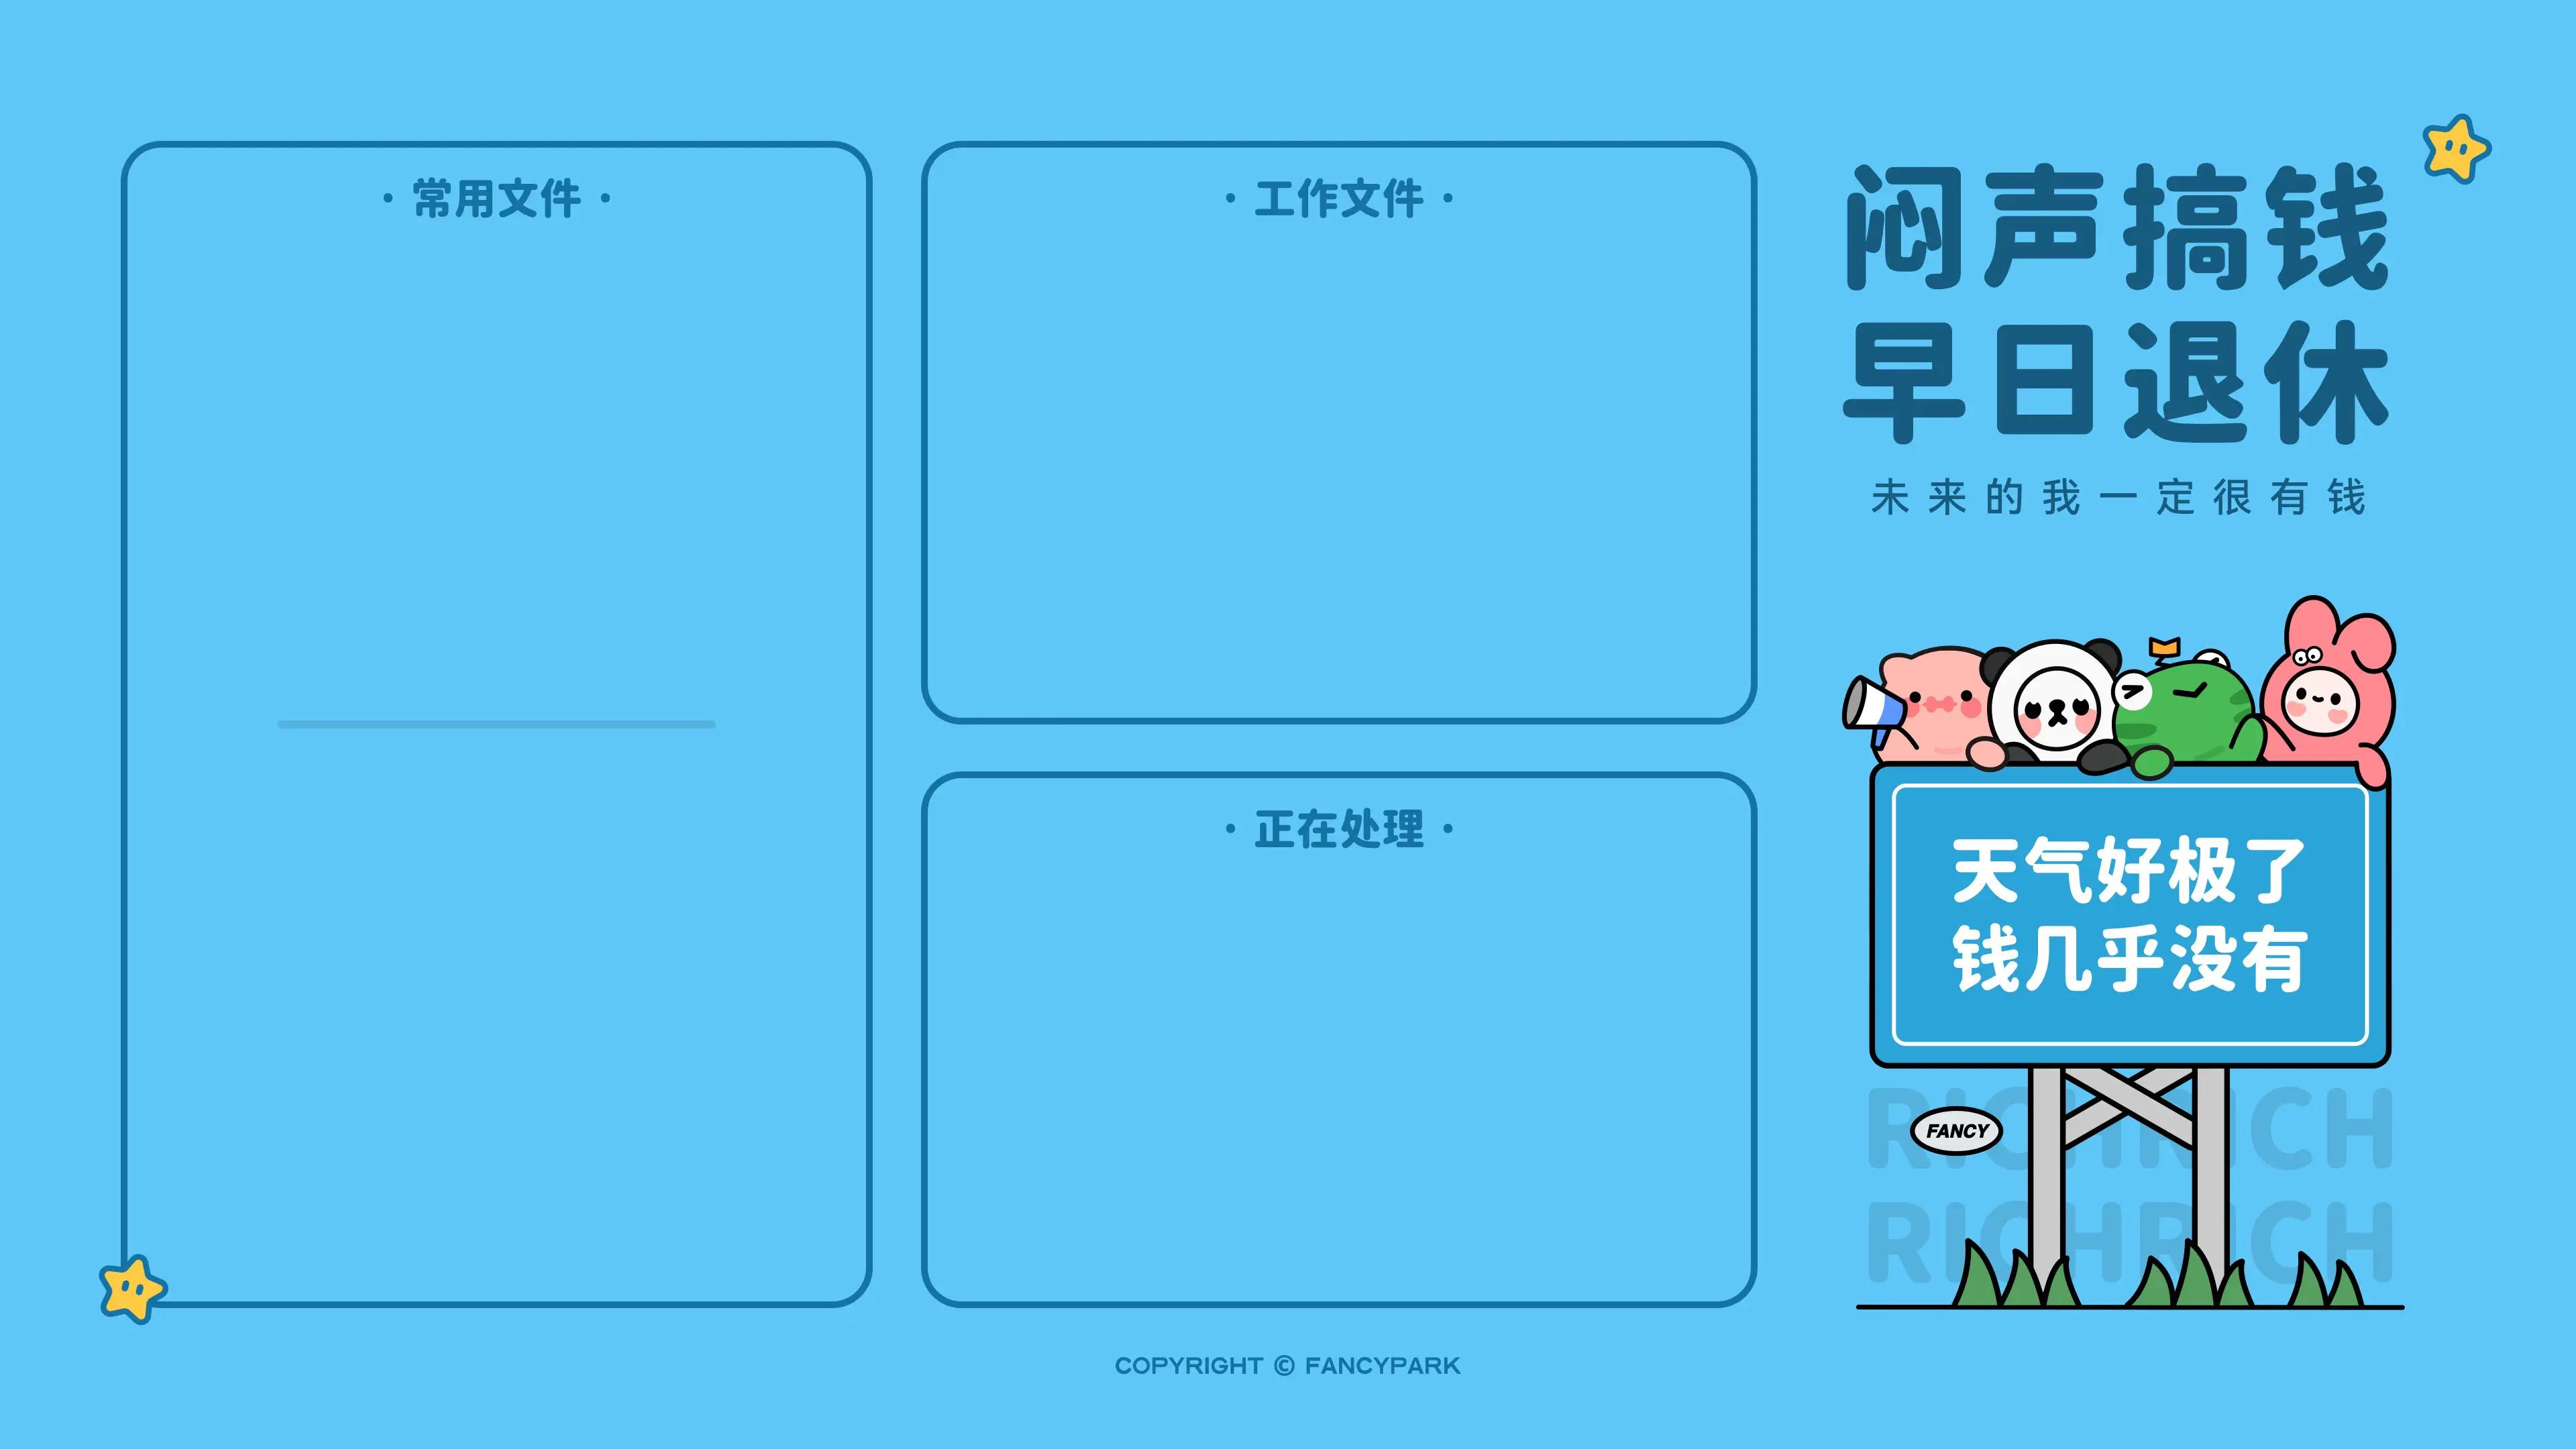 · 常用文件 ·
· 工作文件 ·
· 正在处理 ·
闷声搞钱
早日退休
未来的我一定很有钱
天气好极了
钱几乎没有
FANCY
RICHRICH
RICHRICH
COPYRIGHT © FANCYPARK